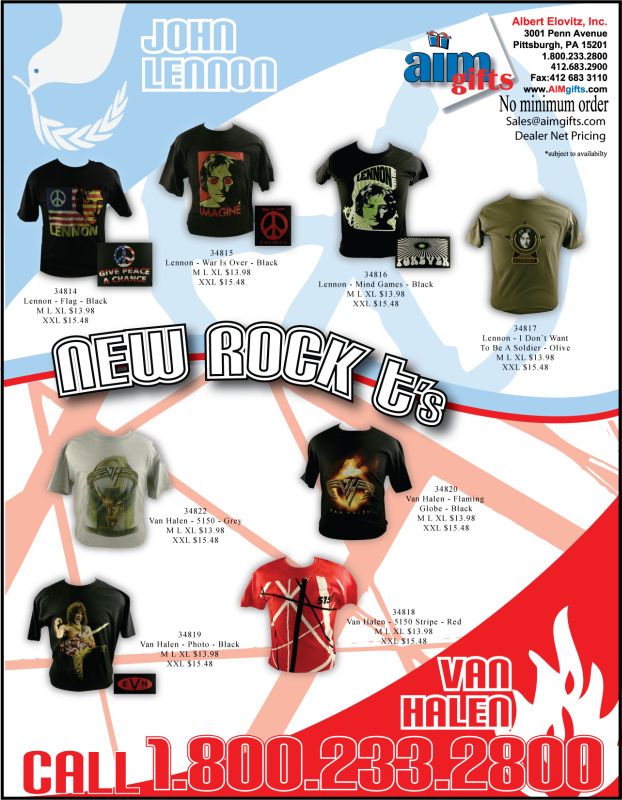 JOHN
LENNON
aim
gifts
Albert Elovitz, Inc.
3001 Penn Avenue
Pittsburgh, PA 15201
1.800.233.2800
412.683.2900
Fax:412 683 3110
www.AIMgifts.com
No minimum order
Sales@aimgifts.com
Dealer Net Pricing
*subject to availabilty
LENNON
GIVE PEACE
A CHANCE
34814
Lennon - Flag - Black
M L XL $13.98
XXL $15.48
IMAGINE
34815
Lennon - War Is Over - Black
M L XL $13.98
XXL $15.48
LENNON
FOREVER
34816
Lennon - Mind Games - Black
M L XL $13.98
XXL $15.48
34817
Lennon - I Don't Want
To Be A Soldier - Olive
M L XL $13.98
XXL $15.48
NEW ROCK t's
34822
Van Halen - 5150 - Grey
M L XL $13.98
XXL $15.48
VAN HALEN
34820
Van Halen - Flaming
Globe - Black
M L XL $13.98
XXL $15.48
34819
Van Halen - Photo - Black
M L XL $13.98
XXL $15.48
EVH
515
34818
Van Halen - 5150 Stripe - Red
M L XL $13.98
XXL $15.48
VAN
HALEN
CALL 1.800.233.2800